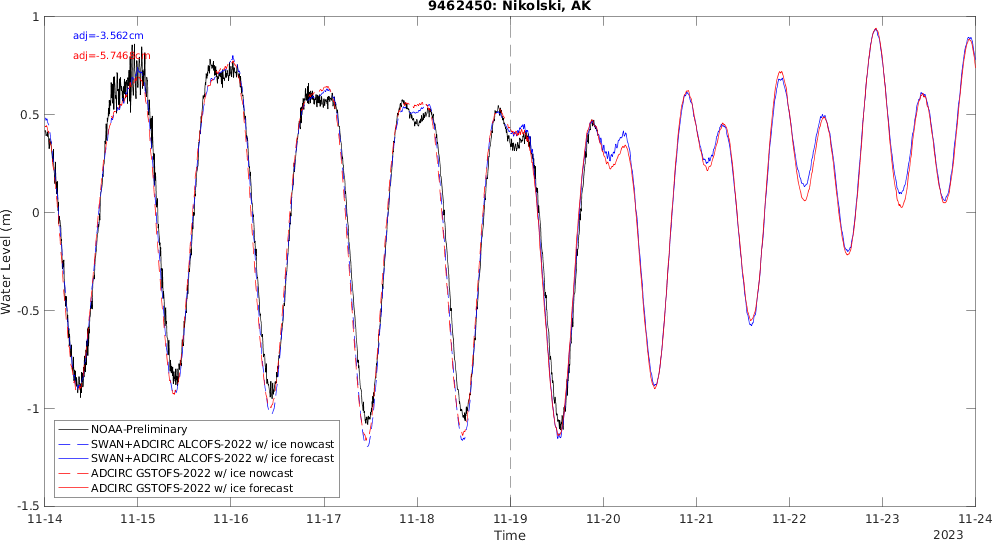 9462450: Nikolski, AK
adj=-3.562cm
adj=-5.746
Water Level (m)
1
0.5
0
-0.5
-1
-1.5
NOAA-Preliminary
SWAN+ADCIRC ALCOFS-2022 w/ ice nowcast
SWAN+ADCIRC ALCOFS-2022 w/ ice forecast
ADCIRC GSTOFS-2022 w/ ice nowcast
ADCIRC GSTOFS-2022 w/ ice forecast
11-14 11-15 11-16 11-17 11-18 11-19 11-20 11-21 11-22 11-23 11-24
Time
2023